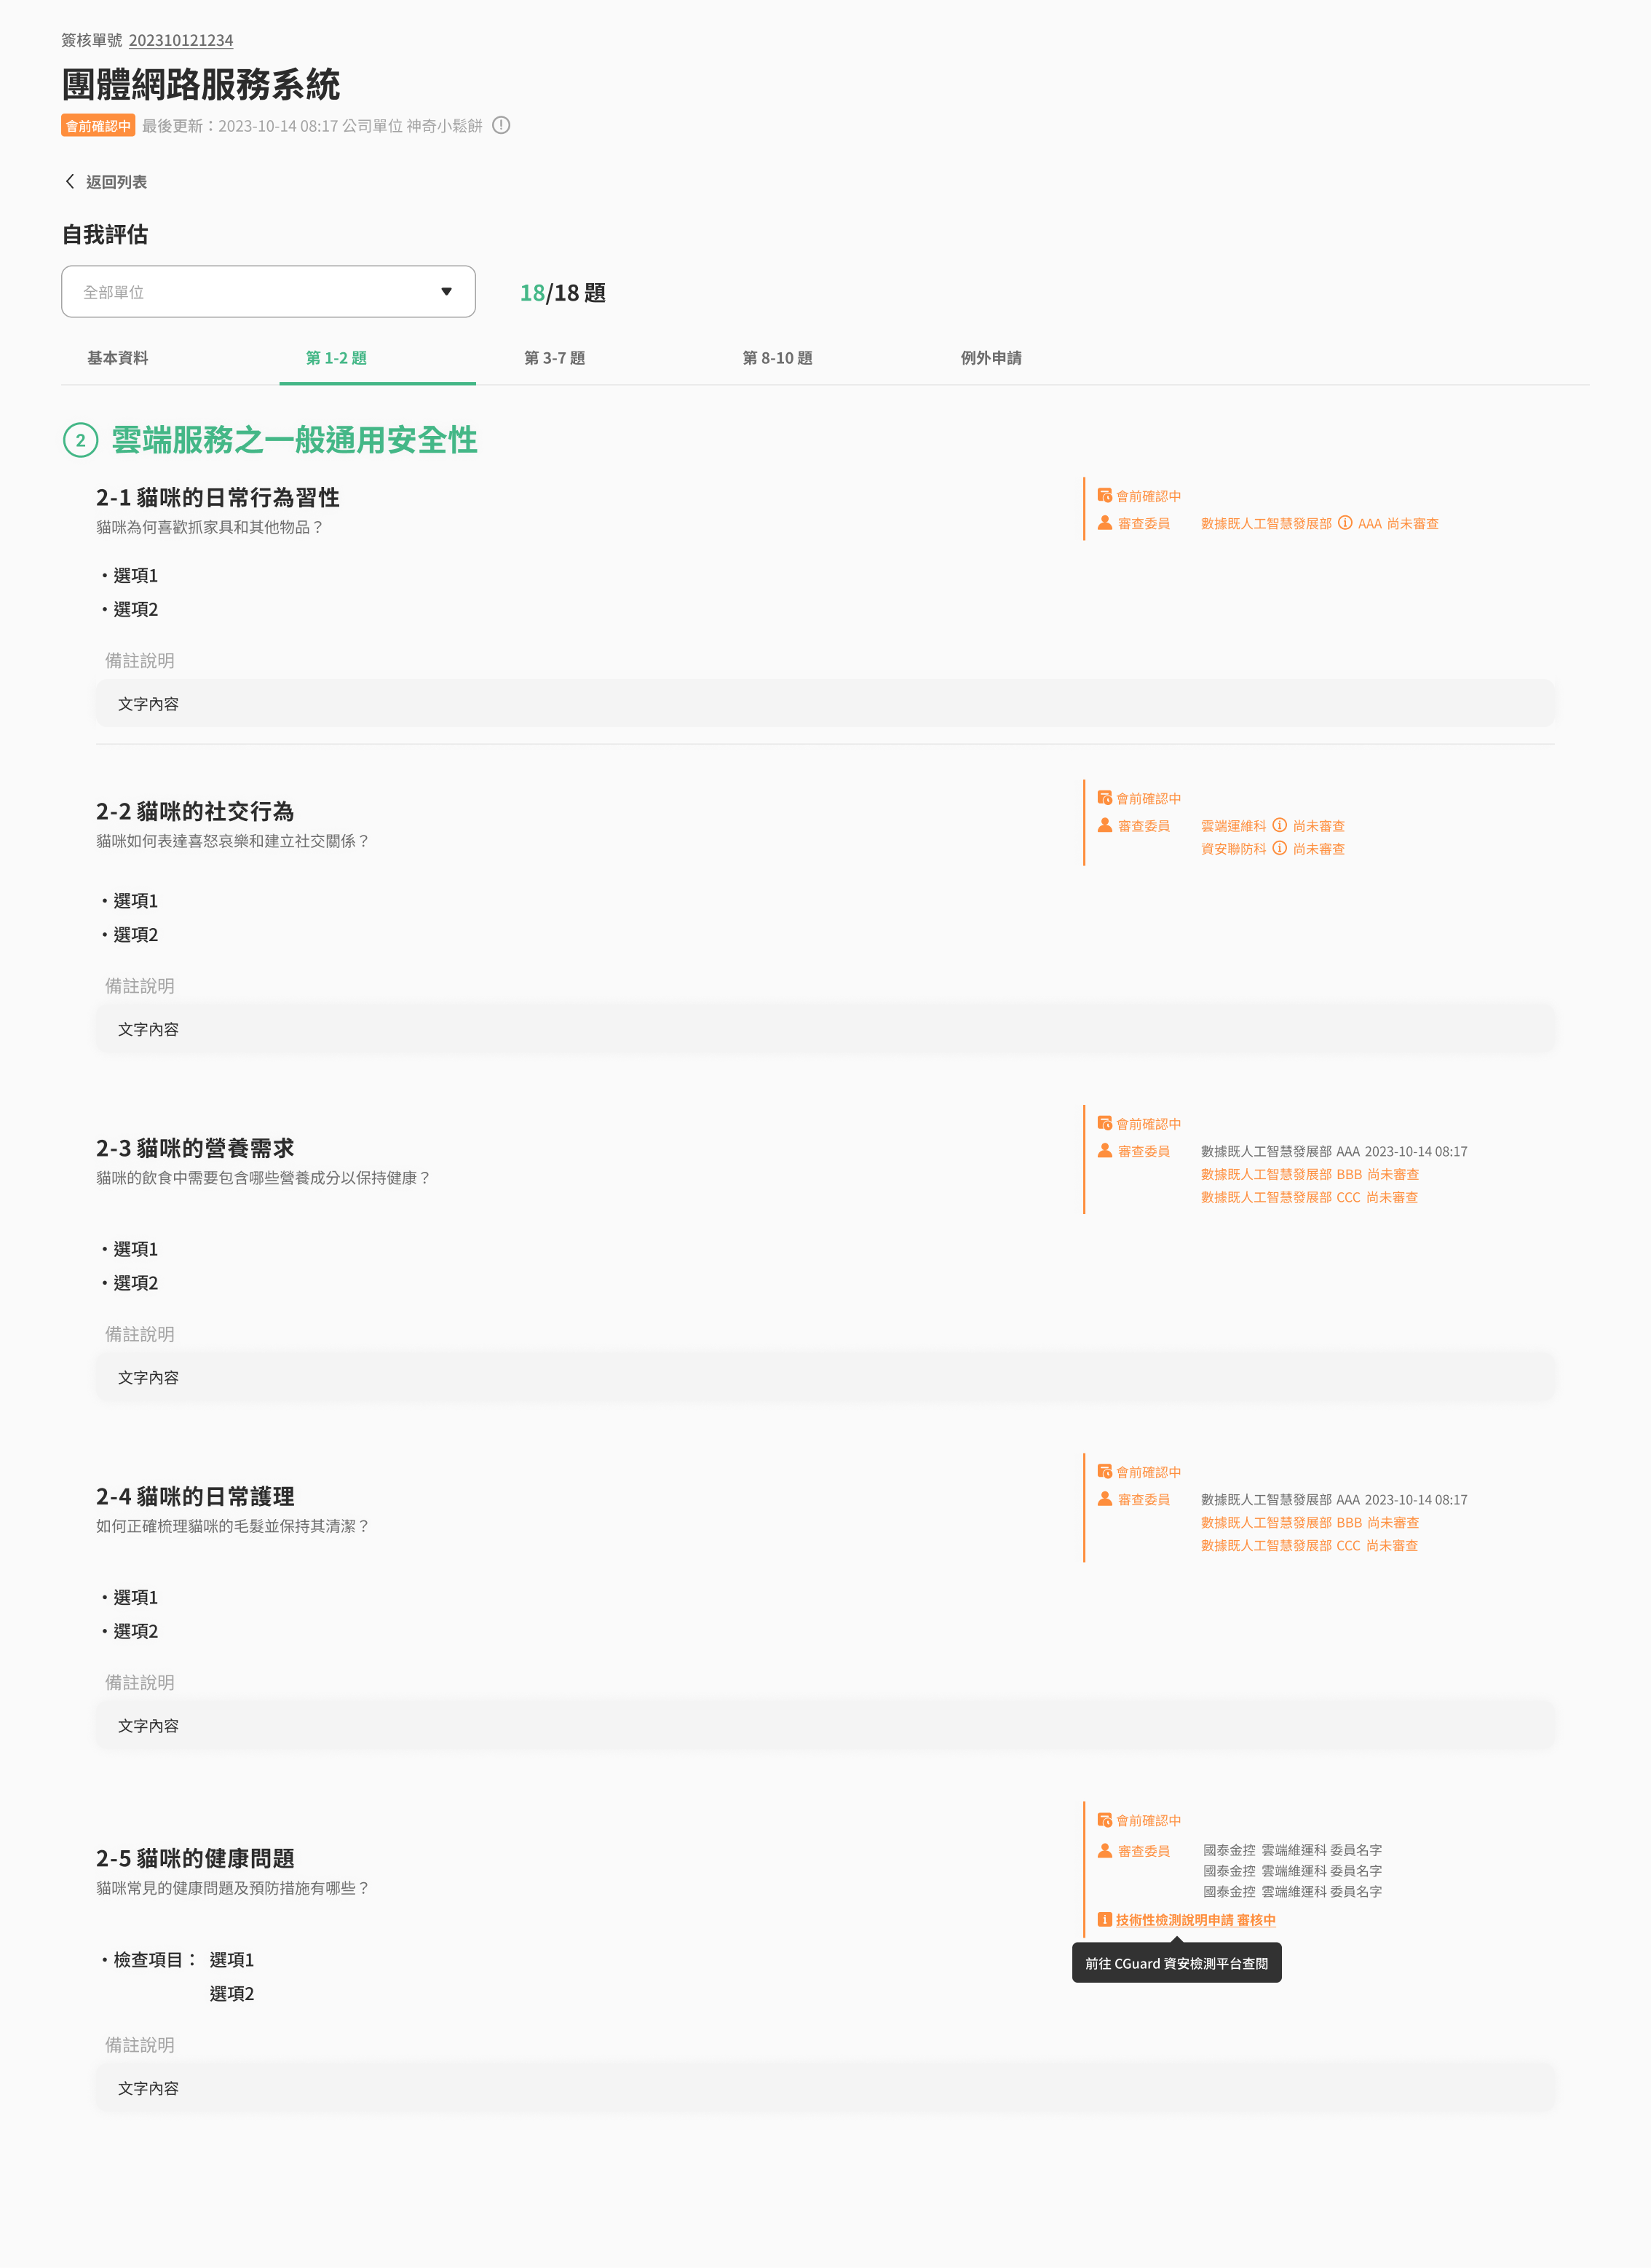 簽核單號 202310121234
團體網路服務系統
會前確認中 最後更新：2023-10-14 08:17 公司單位 神奇小鬆餅
返回列表
自我評估
全部單位
18/18 題
基本資料 第 1-2 題 第 3-7 題 第 8-10 題 例外申請
2 雲端服務之一般通用安全性
2-1 貓咪的日常行為習性
貓咪為何喜歡抓家具和其他物品？
會前確認中
審查委員 數據既人工智慧發展部 AAA 尚未審查
・選項1
・選項2
備註說明
文字內容
2-2 貓咪的社交行為
貓咪如何表達喜怒哀樂和建立社交關係？
會前確認中
審查委員 雲端運維科 尚未審查
資安聯防科 尚未審查
・選項1
・選項2
備註說明
文字內容
2-3 貓咪的營養需求
貓咪的飲食中需要包含哪些營養成分以保持健康？
會前確認中
審查委員 數據既人工智慧發展部 AAA 2023-10-14 08:17
數據既人工智慧發展部 BBB 尚未審查
數據既人工智慧發展部 CCC 尚未審查
・選項1
・選項2
備註說明
文字內容
2-4 貓咪的日常護理
如何正確梳理貓咪的毛髮並保持其清潔？
會前確認中
審查委員 數據既人工智慧發展部 AAA 2023-10-14 08:17
數據既人工智慧發展部 BBB 尚未審查
數據既人工智慧發展部 CCC 尚未審查
・選項1
・選項2
備註說明
文字內容
2-5 貓咪的健康問題
貓咪常見的健康問題及預防措施有哪些？
會前確認中
審查委員 國泰金控 雲端維運科 委員名字
國泰金控 雲端維運科 委員名字
國泰金控 雲端維運科 委員名字
技術性檢測說明申請 審核中
前往 CGuard 資安檢測平台查閱
・檢查項目： 選項1
選項2
備註說明
文字內容